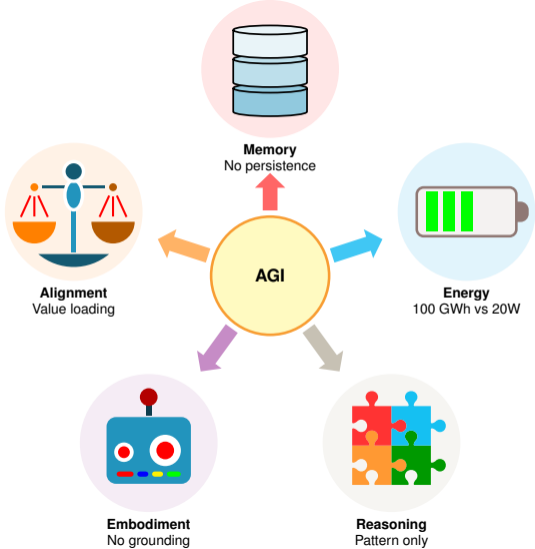 Memory
No persistence
Alignment
Value loading
AGI
Energy
100 GWh vs 20W
Embodiment
No grounding
Reasoning
Pattern only